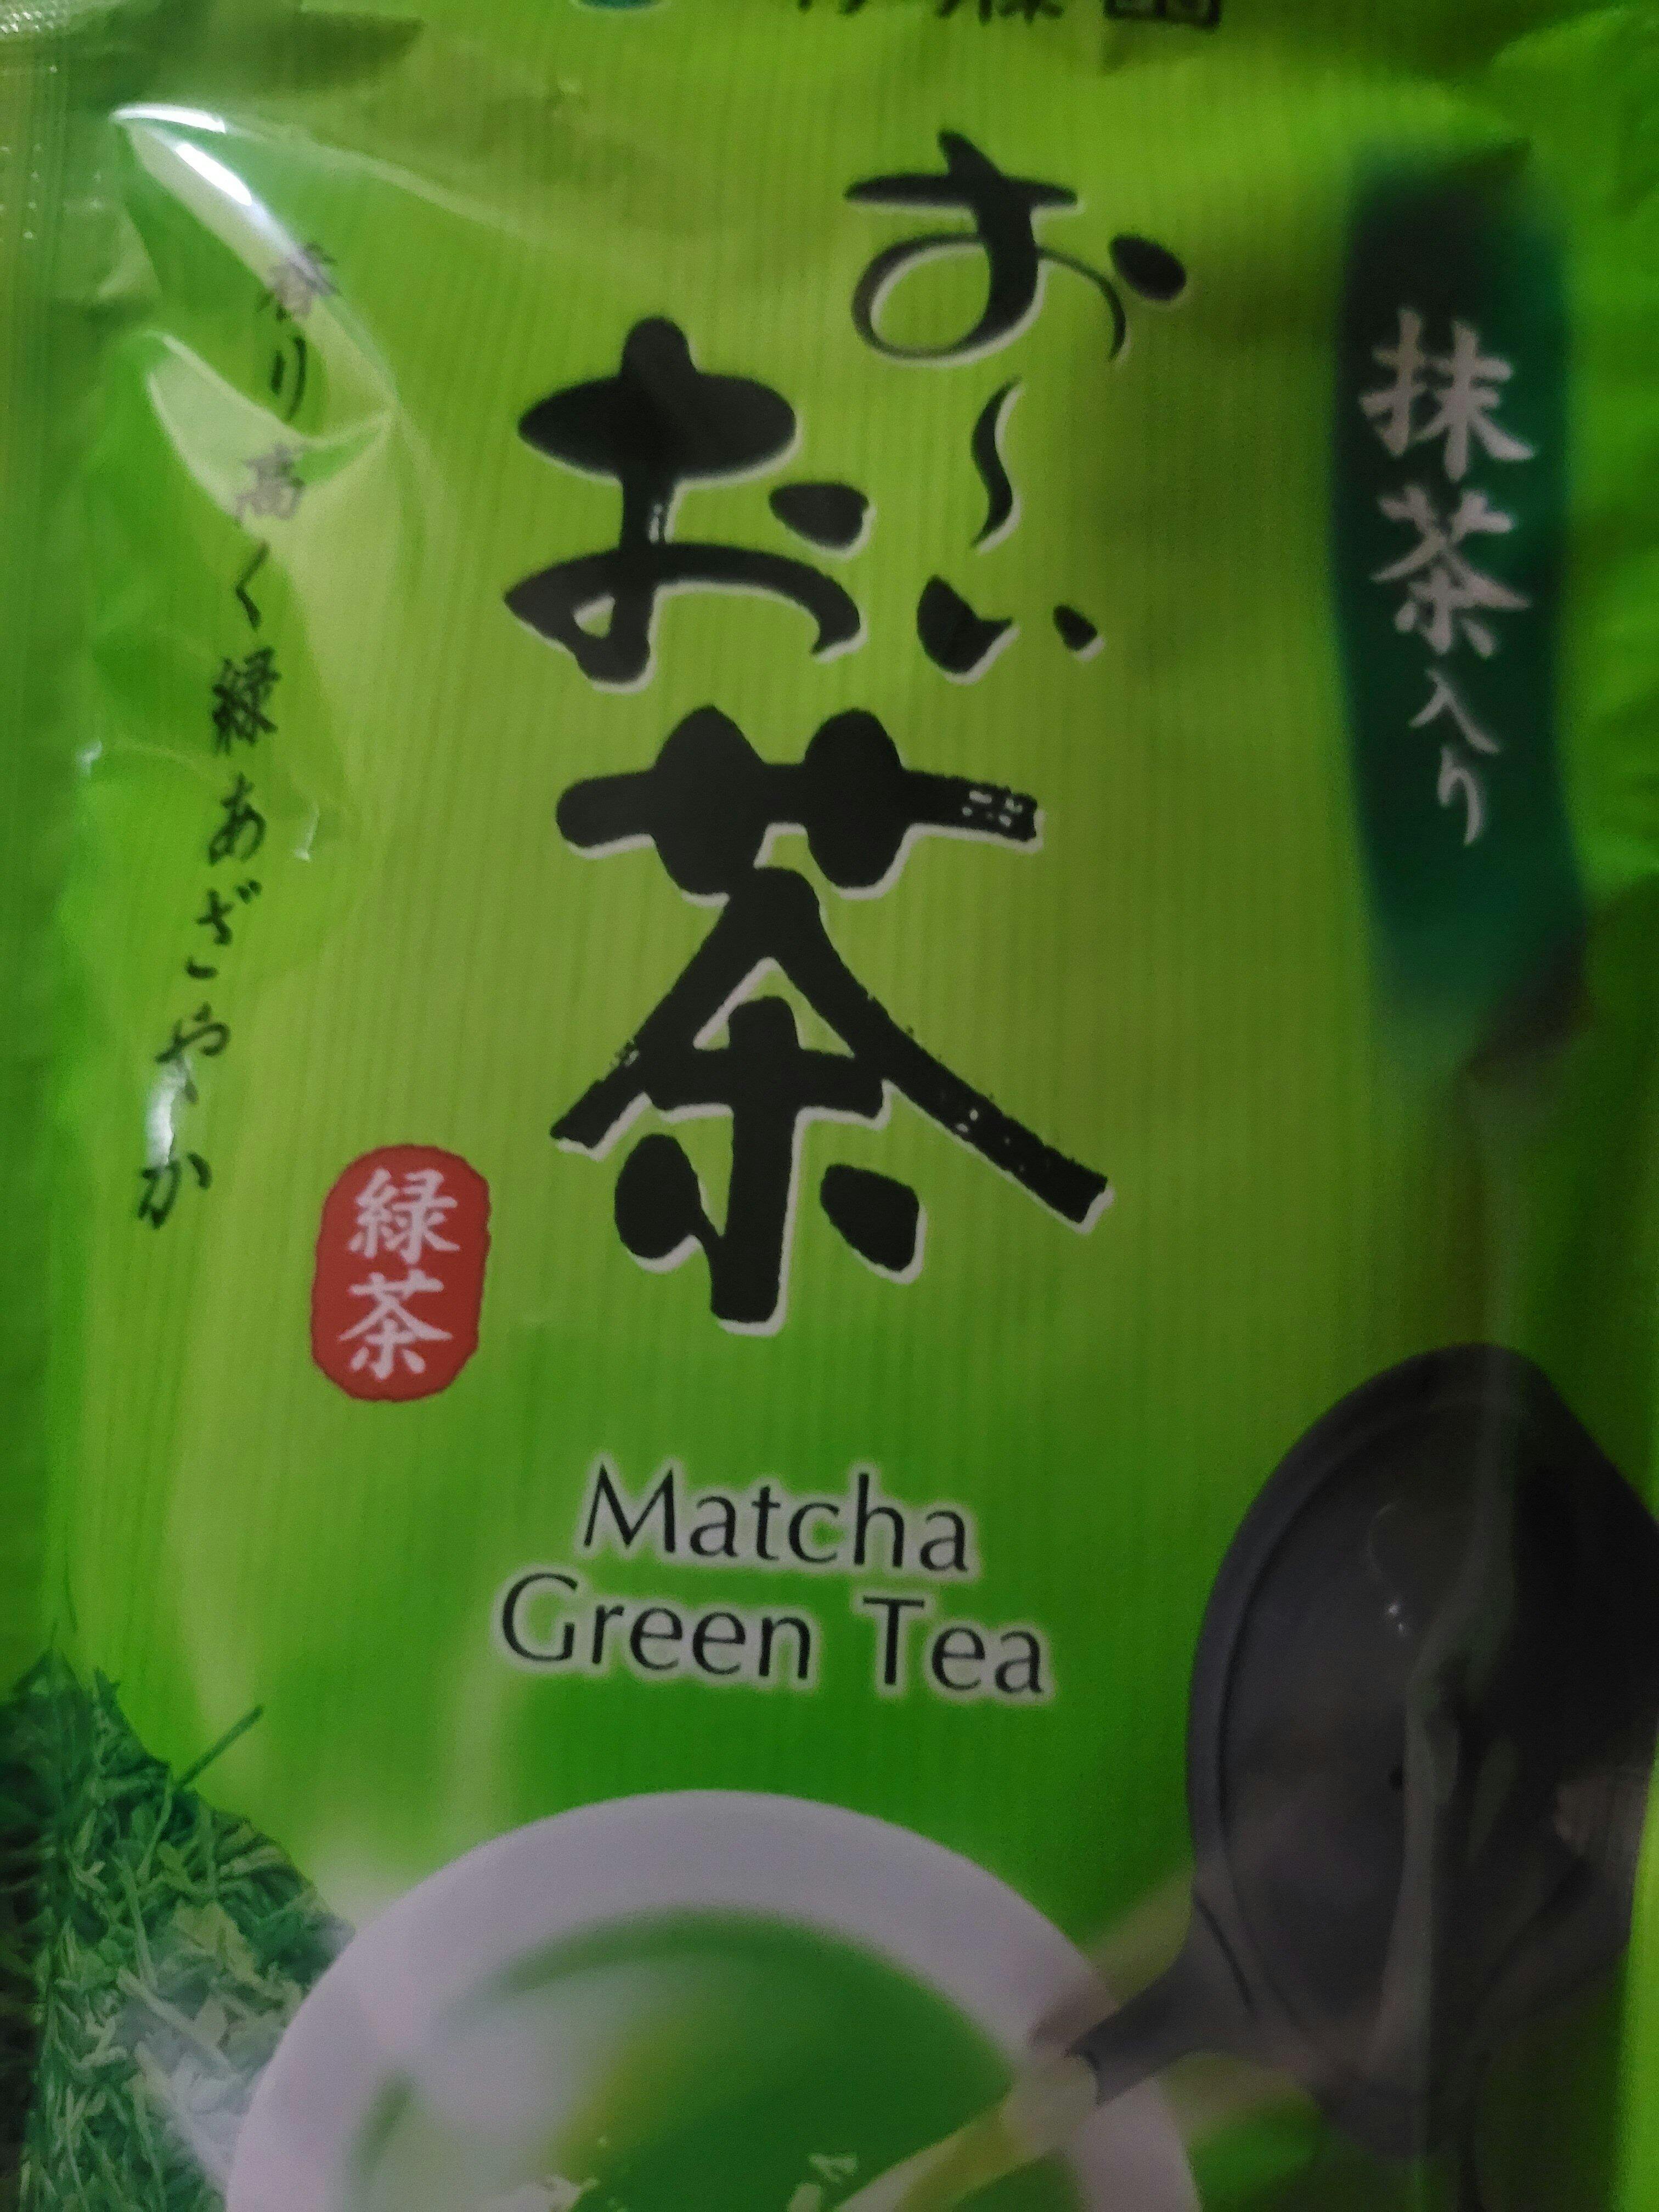 抹茶入り
お～い
お茶
香り高く緑あざやか
緑茶
Matcha
Green Tea